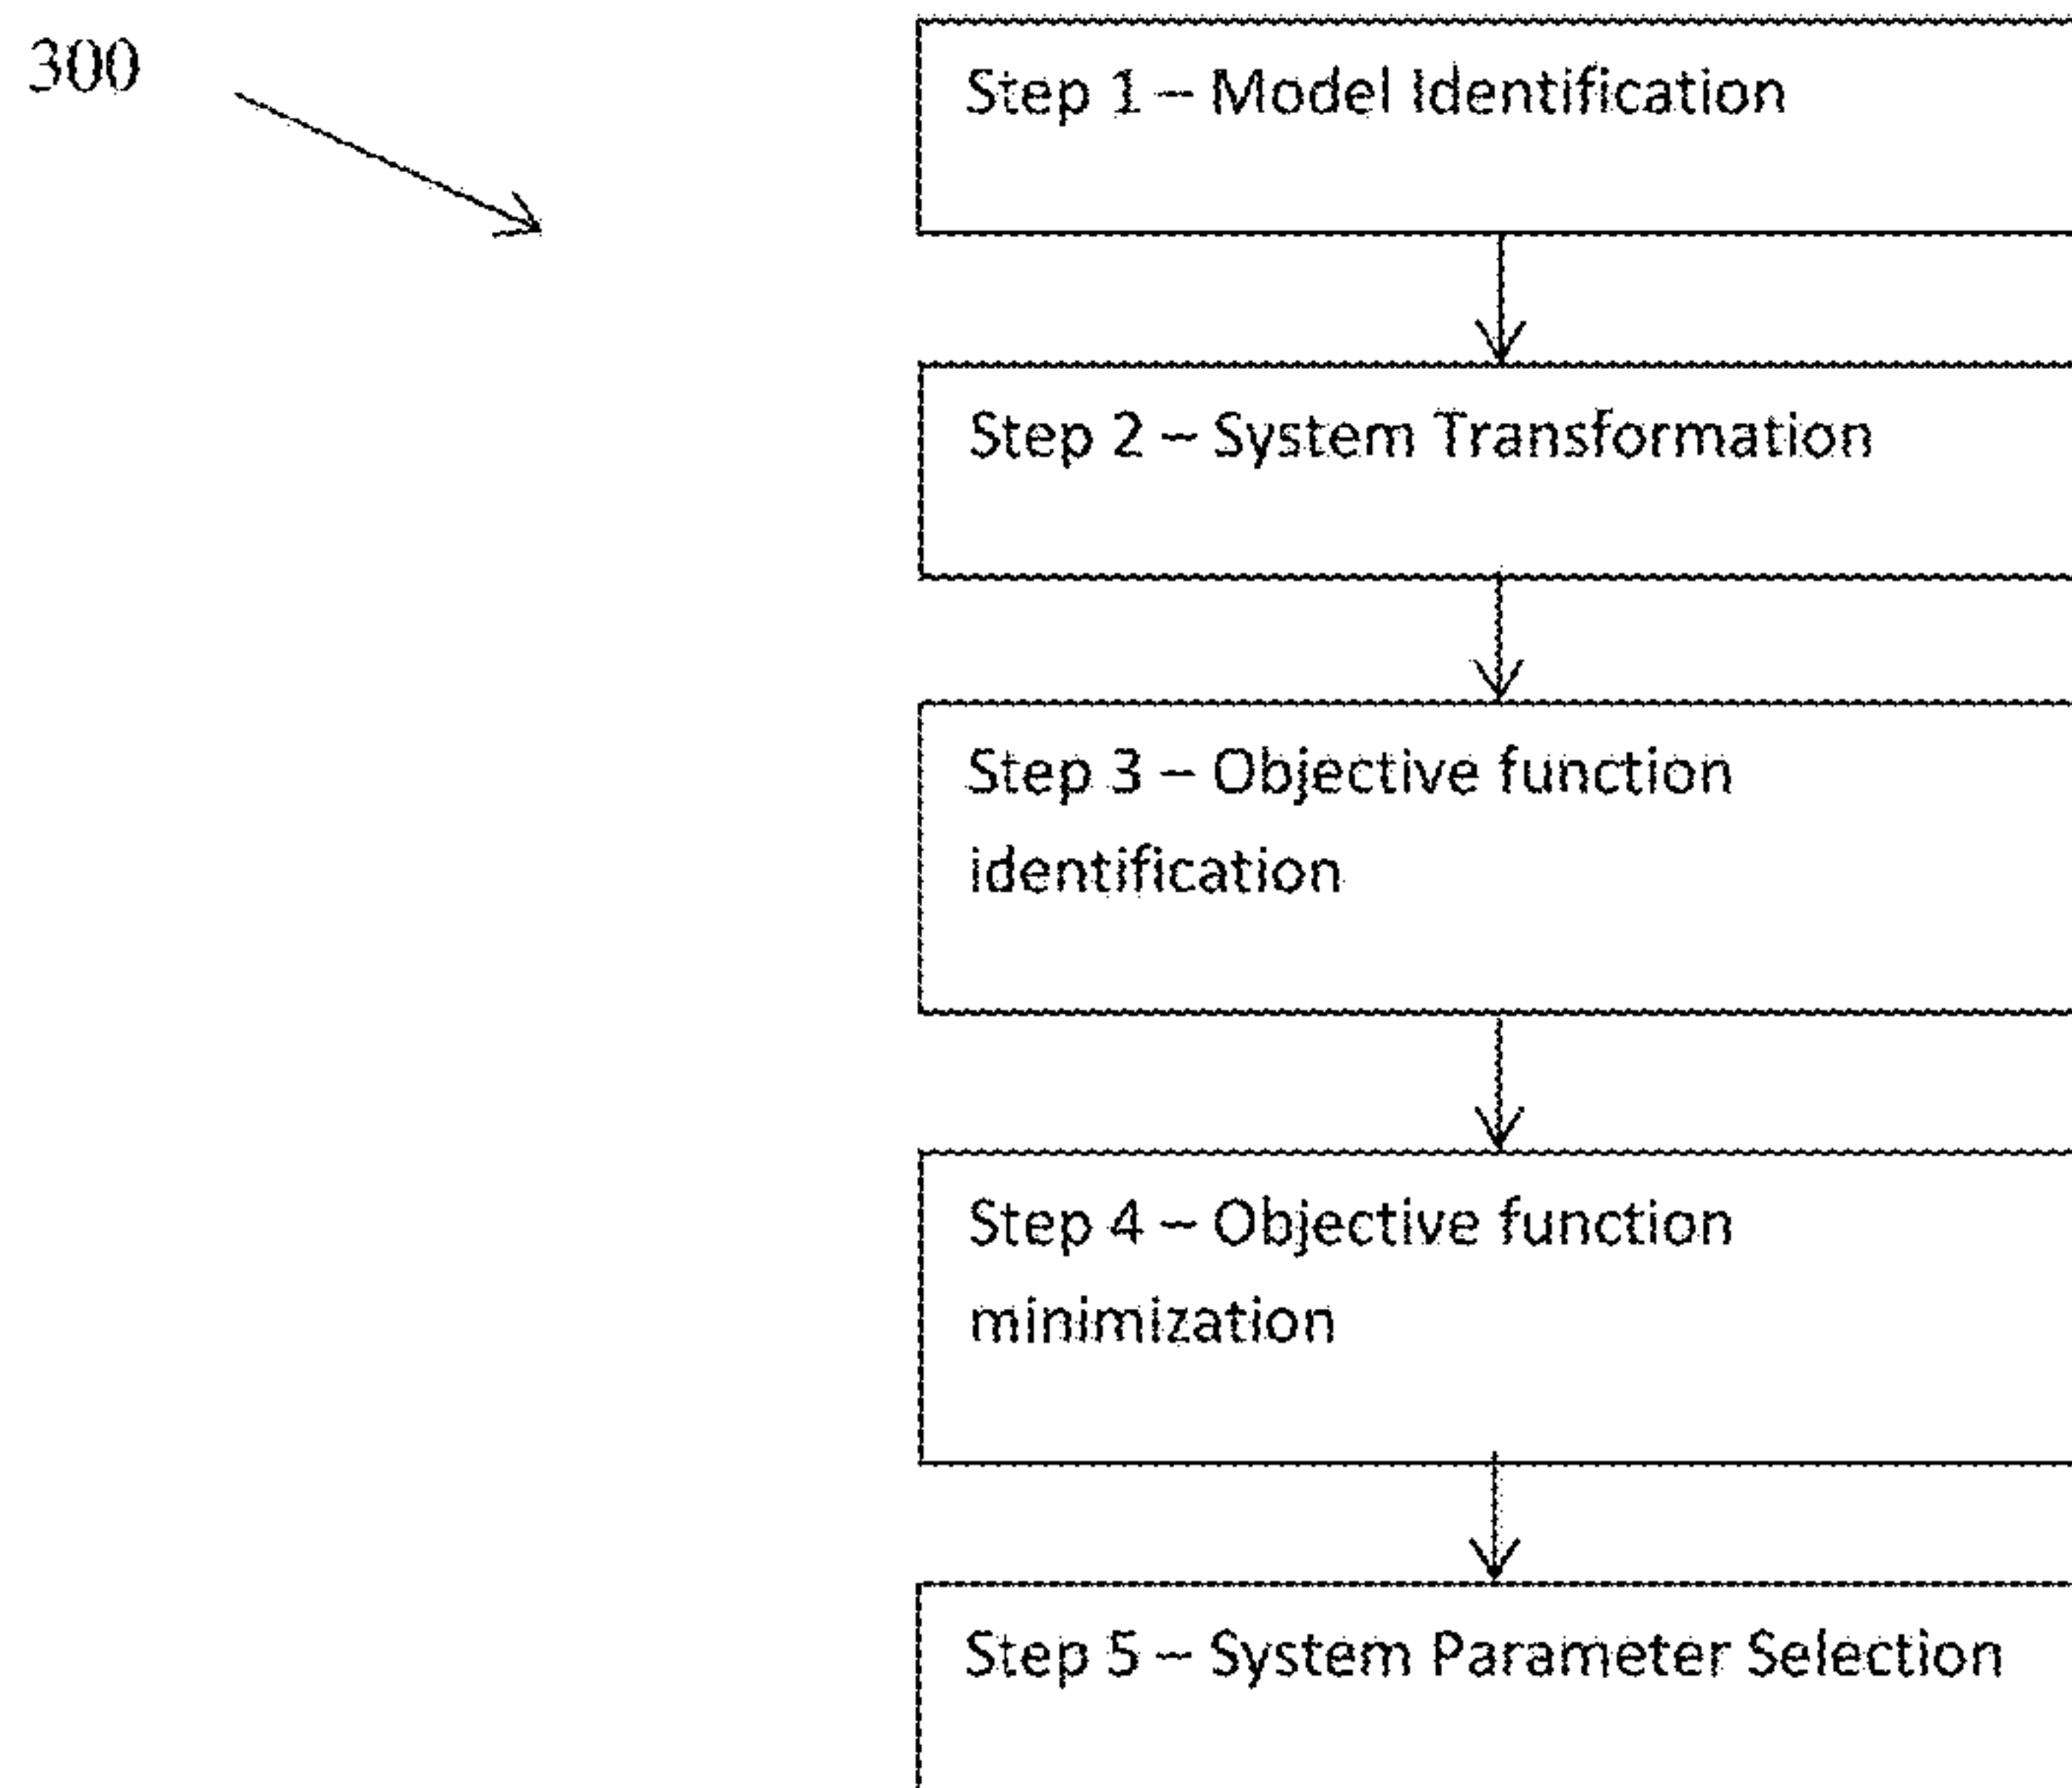 300
Step 1 – Model Identification
Step 2 – System Transformation
Step 3 – Objective function
identification
Step 4 – Objective function
minimization
Step 5 – System Parameter Selection